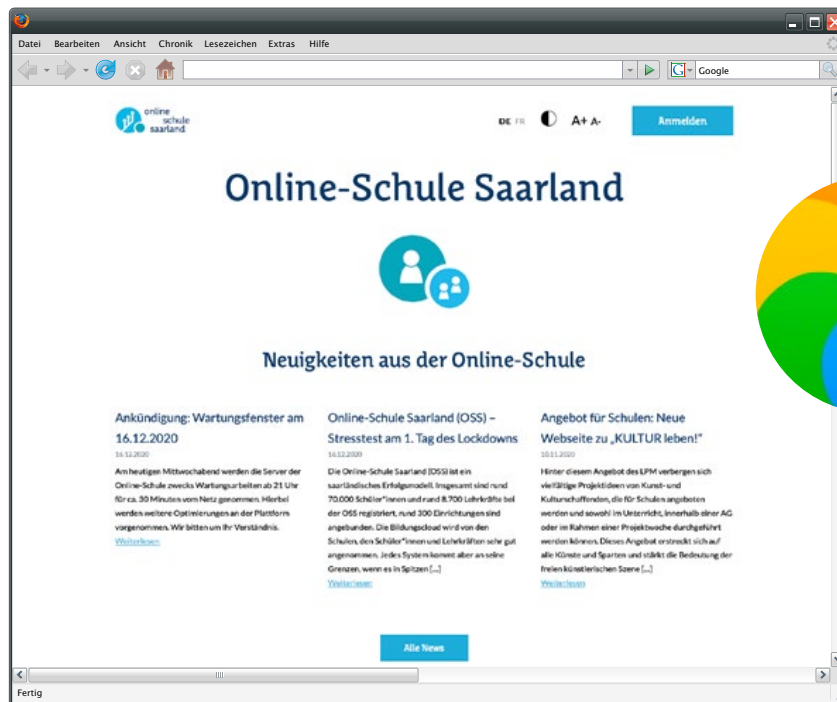 Datei Bearbeiten Ansicht Chronik Lesezeichen Extras Hilfe
G Google
online
schule
saarland
DE FR A+ A- Anmelden
Online-Schule Saarland
Neuigkeiten aus der Online-Schule
Ankündigung: Wartungsfenster am
16.12.2020
16.12.2020
Am heutigen Mittwochabend werden die Server der
Online-Schule zwecks Wartungsarbeiten ab 21 Uhr
für ca. 30 Minuten vom Netz genommen. Hierbei
werden weitere Optimierungen an der Plattform
vorgenommen. Wir bitten um Ihr Verständnis.
Weiterlesen
Online-Schule Saarland (OSS) –
Stresstest am 1. Tag des Lockdowns
16.12.2020
Die Online-Schule Saarland (OSS) ist ein
saarländisches Erfolgsmodell. Insgesamt sind rund
70.000 Schüler*innen und rund 8.700 Lehrkräfte bei
der OSS registriert, rund 300 Einrichtungen sind
angebunden. Die Bildungscloud wird von den
Schulen, den Schüler*innen und Lehrkräften sehr gut
angenommen. Jedes System kommt aber an seine
Grenzen, wenn es in Spitzen [...]
Weiterlesen
Angebot für Schulen: Neue
Webseite zu „KULTUR leben!"
10.11.2020
Hinter diesem Angebot des LPM verbergen sich
vielfältige Projektideen von Kunst- und
Kulturschaffenden, die für Schulen angeboten
werden und sowohl im Unterricht, innerhalb einer AG
oder im Rahmen einer Projektwoche durchgeführt
werden können. Dieses Angebot erstreckt sich auf
alle Künste und Sparten und stärkt die Bedeutung der
freien künstlerischen Szene [...]
Weiterlesen
Alle News
Fertig